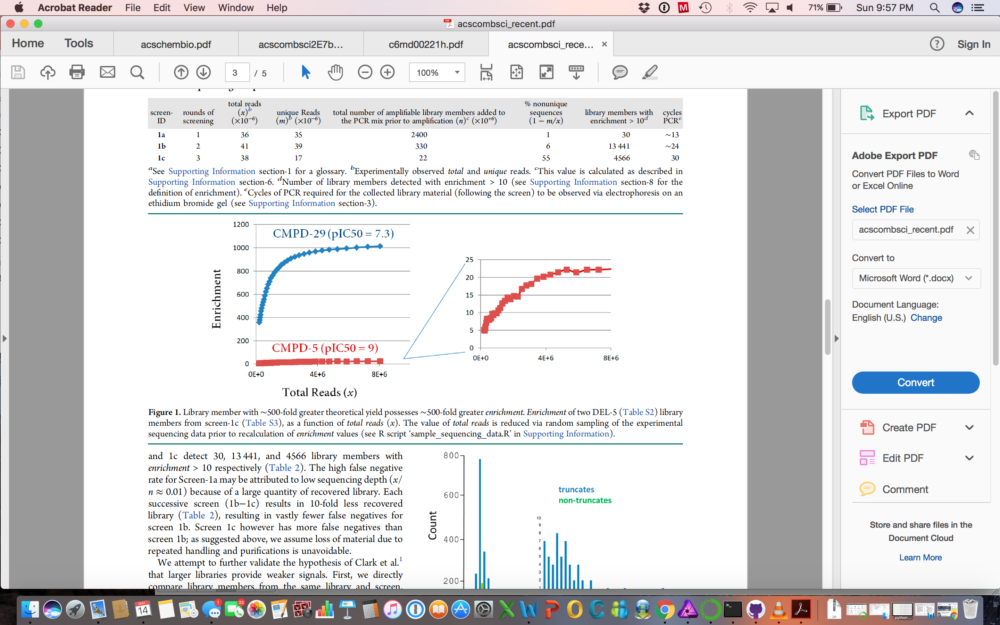 Acrobat Reader File Edit View Window Help 71% Sun 9:57 PM
acscombsci_recent.pdf
Home Tools acschembio.pdf acscombsci2E7b... c6md00221h.pdf acscombsci_rece... × ? Sign In
3 / 5 100%
screen-ID rounds of screening total reads (x)b (×10−6) unique Reads (m)b (×10−6) total number of amplifiable library members added to the PCR mix prior to amplification (n)c (×10+6) % nonunique sequences (1 − m/x) library members with enrichment > 10d cycles PCRe
1a 1 36 35 2400 1 30 ~13
1b 2 41 39 330 6 13 441 ~24
1c 3 38 17 22 55 4566 30
aSee Supporting Information section-1 for a glossary. bExperimentally observed total and unique reads. cThis value is calculated as described in
Supporting Information section-6. dNumber of library members detected with enrichment > 10 (see Supporting Information section-8 for the
definition of enrichment). eCycles of PCR required for the collected library material (following the screen) to be observed via electrophoresis on an
ethidium bromide gel (see Supporting Information section-3).
Enrichment
1200
1000
800
600
400
200
0
CMPD-29 (pIC50 = 7.3)
CMPD-5 (pIC50 = 9)
0E+0 4E+6 8E+6
Total Reads (x)
25
20
15
10
5
0
0E+0 4E+6 8E+6
Figure 1. Library member with ~500-fold greater theoretical yield possesses ~500-fold greater enrichment. Enrichment of two DEL-5 (Table S2) library
members from screen-1c (Table S3), as a function of total reads (x). The value of total reads is reduced via random sampling of the experimental
sequencing data prior to recalculation of enrichment values (see R script ‘sample_sequencing_data.R’ in Supporting Information).
and 1c detect 30, 13 441, and 4566 library members with
enrichment > 10 respectively (Table 2). The high false negative
rate for Screen-1a may be attributed to low sequencing depth (x/
n ≈ 0.01) because of a large quantity of recovered library. Each
successive screen (1b−1c) results in 10-fold less recovered
library (Table 2), resulting in vastly fewer false negatives for
screen 1b. Screen 1c however has more false negatives than
screen 1b; as suggested above, we assume loss of material due to
repeated handling and purifications is unavoidable.
We attempt to further validate the hypothesis of Clark et al.1
that larger libraries provide weaker signals. First, we directly
compare library members from the same library and screen.
Count
800
600
400
200
truncates
non-truncates
10
9
8
7
6
5
4
3
2
1
Export PDF
Adobe Export PDF
Convert PDF Files to Word
or Excel Online
Select PDF File
acscombsci_recent.pdf
Convert to
Microsoft Word (*.docx)
Document Language:
English (U.S.) Change
Convert
Create PDF
Edit PDF
Comment
Store and share files in the
Document Cloud
Learn More
MAY
14
1
23
ZIP
python ...